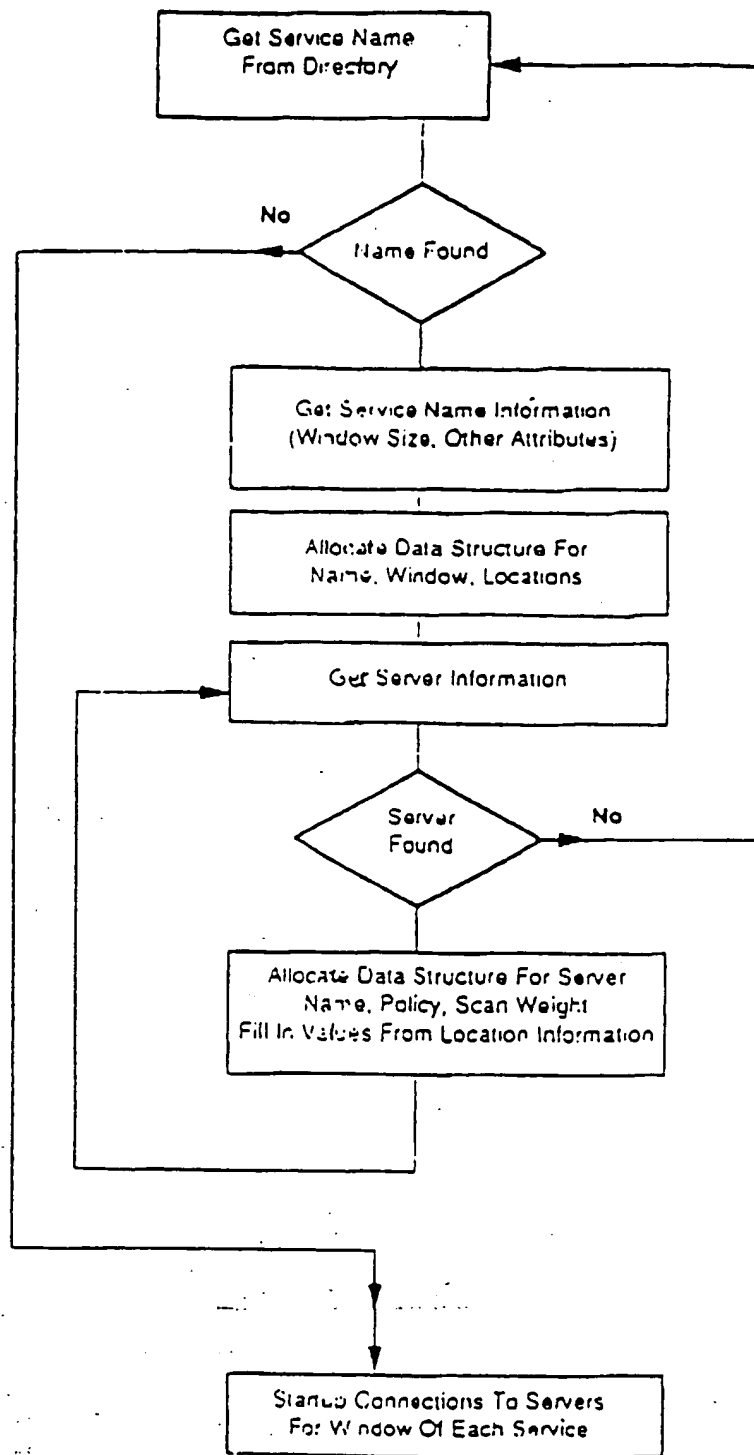 Get Service Name
From Directory
No
Name Found
Get Service Name Information
(Window Size, Other Attributes)
Allocate Data Structure For
Name, Window, Locations
Get Server Information
Server
Found
No
Allocate Data Structure For Server
Name, Policy, Scan Weight
Fill In Values From Location Information
Startup Connections To Servers
For Window Of Each Service